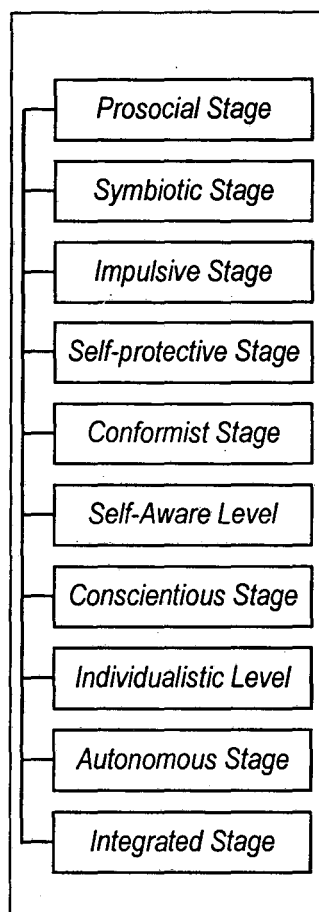 Prosocial Stage
Symbiotic Stage
Impulsive Stage
Self-protective Stage
Conformist Stage
Self-Aware Level
Conscientious Stage
Individualistic Level
Autonomous Stage
Integrated Stage